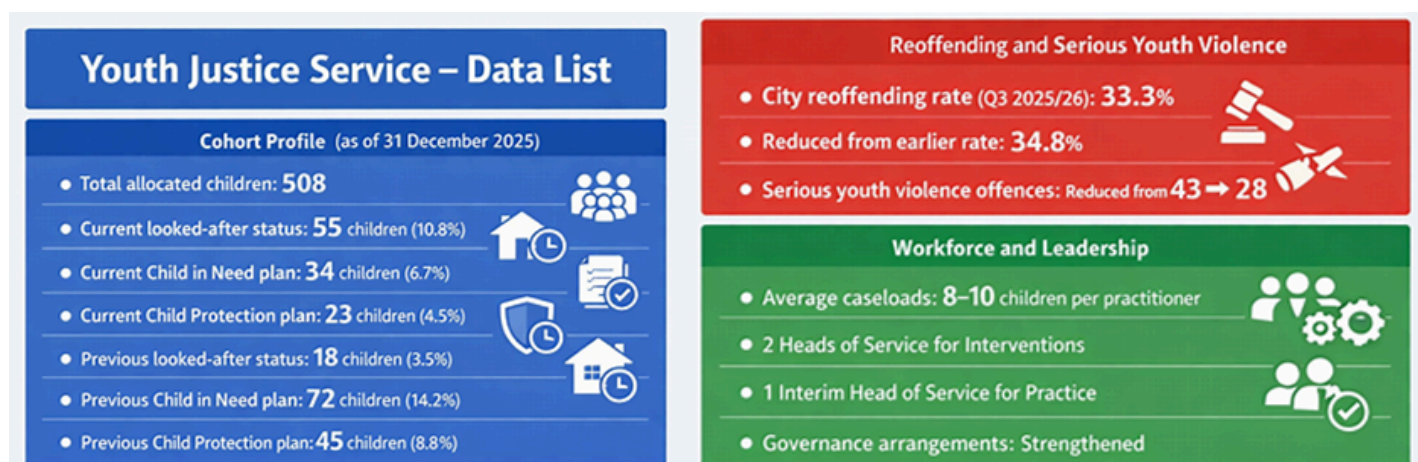 Youth Justice Service – Data List
Cohort Profile (as of 31 December 2025)
• Total allocated children: 508
• Current looked-after status: 55 children (10.8%)
• Current Child in Need plan: 34 children (6.7%)
• Current Child Protection plan: 23 children (4.5%)
• Previous looked-after status: 18 children (3.5%)
• Previous Child in Need plan: 72 children (14.2%)
• Previous Child Protection plan: 45 children (8.8%)
Reoffending and Serious Youth Violence
• City reoffending rate (Q3 2025/26): 33.3%
• Reduced from earlier rate: 34.8%
• Serious youth violence offences: Reduced from 43 ➞ 28
Workforce and Leadership
• Average caseloads: 8–10 children per practitioner
• 2 Heads of Service for Interventions
• 1 Interim Head of Service for Practice
• Governance arrangements: Strengthened